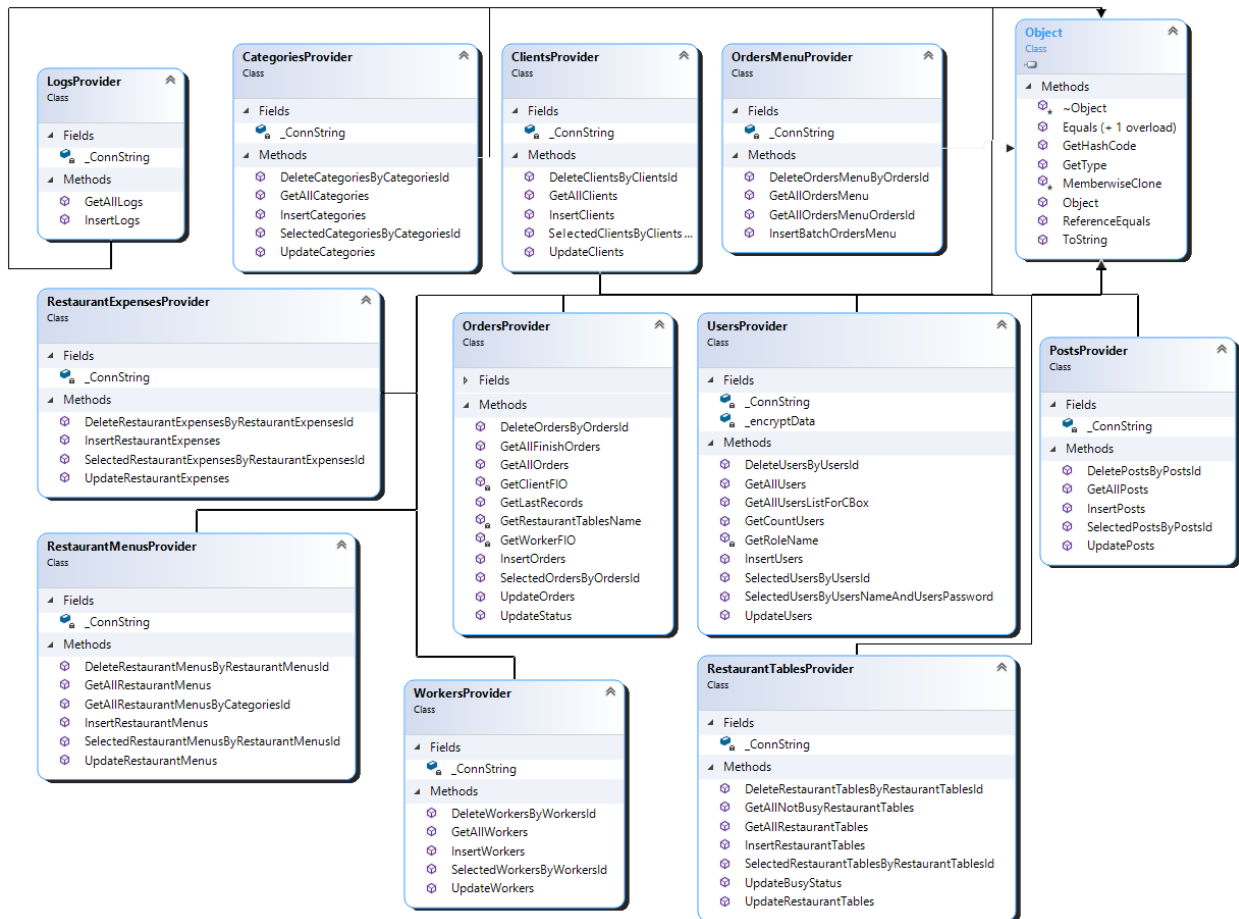 LogsProvider
Class
Fields
_ConnString
Methods
GetAllLogs
InsertLogs
CategoriesProvider
Class
Fields
_ConnString
Methods
DeleteCategoriesByCategoriesId
GetAllCategories
InsertCategories
SelectedCategoriesByCategoriesId
UpdateCategories
ClientsProvider
Class
Fields
_ConnString
Methods
DeleteClientsByClientsId
GetAllClients
InsertClients
SelectedClientsByClients...
UpdateClients
OrdersMenuProvider
Class
Fields
_ConnString
Methods
DeleteOrdersMenuByOrdersId
GetAllOrdersMenu
GetAllOrdersMenuOrdersId
InsertBatchOrdersMenu
Object
Class
Methods
~Object
Equals (+ 1 overload)
GetHashCode
GetType
MemberwiseClone
Object
ReferenceEquals
ToString
RestaurantExpensesProvider
Class
Fields
_ConnString
Methods
DeleteRestaurantExpensesByRestaurantExpensesId
InsertRestaurantExpenses
SelectedRestaurantExpensesByRestaurantExpensesId
UpdateRestaurantExpenses
OrdersProvider
Class
Fields
Methods
DeleteOrdersByOrdersId
GetAllFinishOrders
GetAllOrders
GetClientFIO
GetLastRecords
GetRestaurantTablesName
GetWorkerFIO
InsertOrders
SelectedOrdersByOrdersId
UpdateOrders
UpdateStatus
UsersProvider
Class
Fields
_ConnString
_encryptData
Methods
DeleteUsersByUsersId
GetAllUsers
GetAllUsersListForCBox
GetCountUsers
GetRoleName
InsertUsers
SelectedUsersByUsersId
SelectedUsersByUsersNameAndUsersPassword
UpdateUsers
PostsProvider
Class
Fields
_ConnString
Methods
DeletePostsByPostsId
GetAllPosts
InsertPosts
SelectedPostsByPostsId
UpdatePosts
RestaurantMenusProvider
Class
Fields
_ConnString
Methods
DeleteRestaurantMenusByRestaurantMenusId
GetAllRestaurantMenus
GetAllRestaurantMenusByCategoriesId
InsertRestaurantMenus
SelectedRestaurantMenusByRestaurantMenusId
UpdateRestaurantMenus
WorkersProvider
Class
Fields
_ConnString
Methods
DeleteWorkersByWorkersId
GetAllWorkers
InsertWorkers
SelectedWorkersByWorkersId
UpdateWorkers
RestaurantTablesProvider
Class
Fields
_ConnString
Methods
DeleteRestaurantTablesByRestaurantTablesId
GetAllNotBusyRestaurantTables
GetAllRestaurantTables
InsertRestaurantTables
SelectedRestaurantTablesByRestaurantTablesId
UpdateBusyStatus
UpdateRestaurantTables